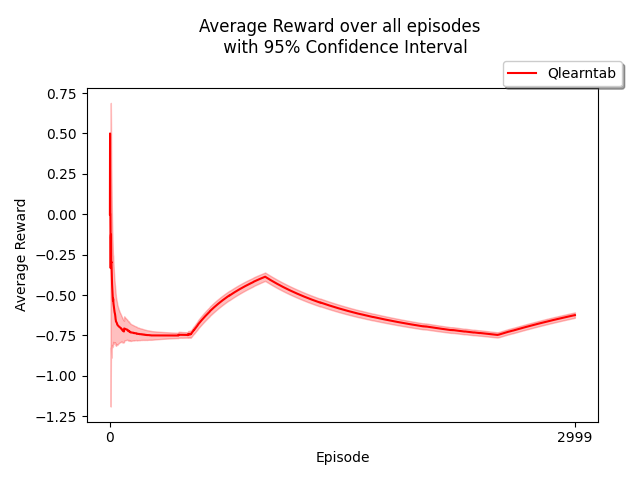 Average Reward over all episodes
with 95% Confidence Interval
Qlearntab
0.75
0.50
0.25
0.00
−0.25
−0.50
−0.75
−1.00
−1.25
Average Reward
0
2999
Episode